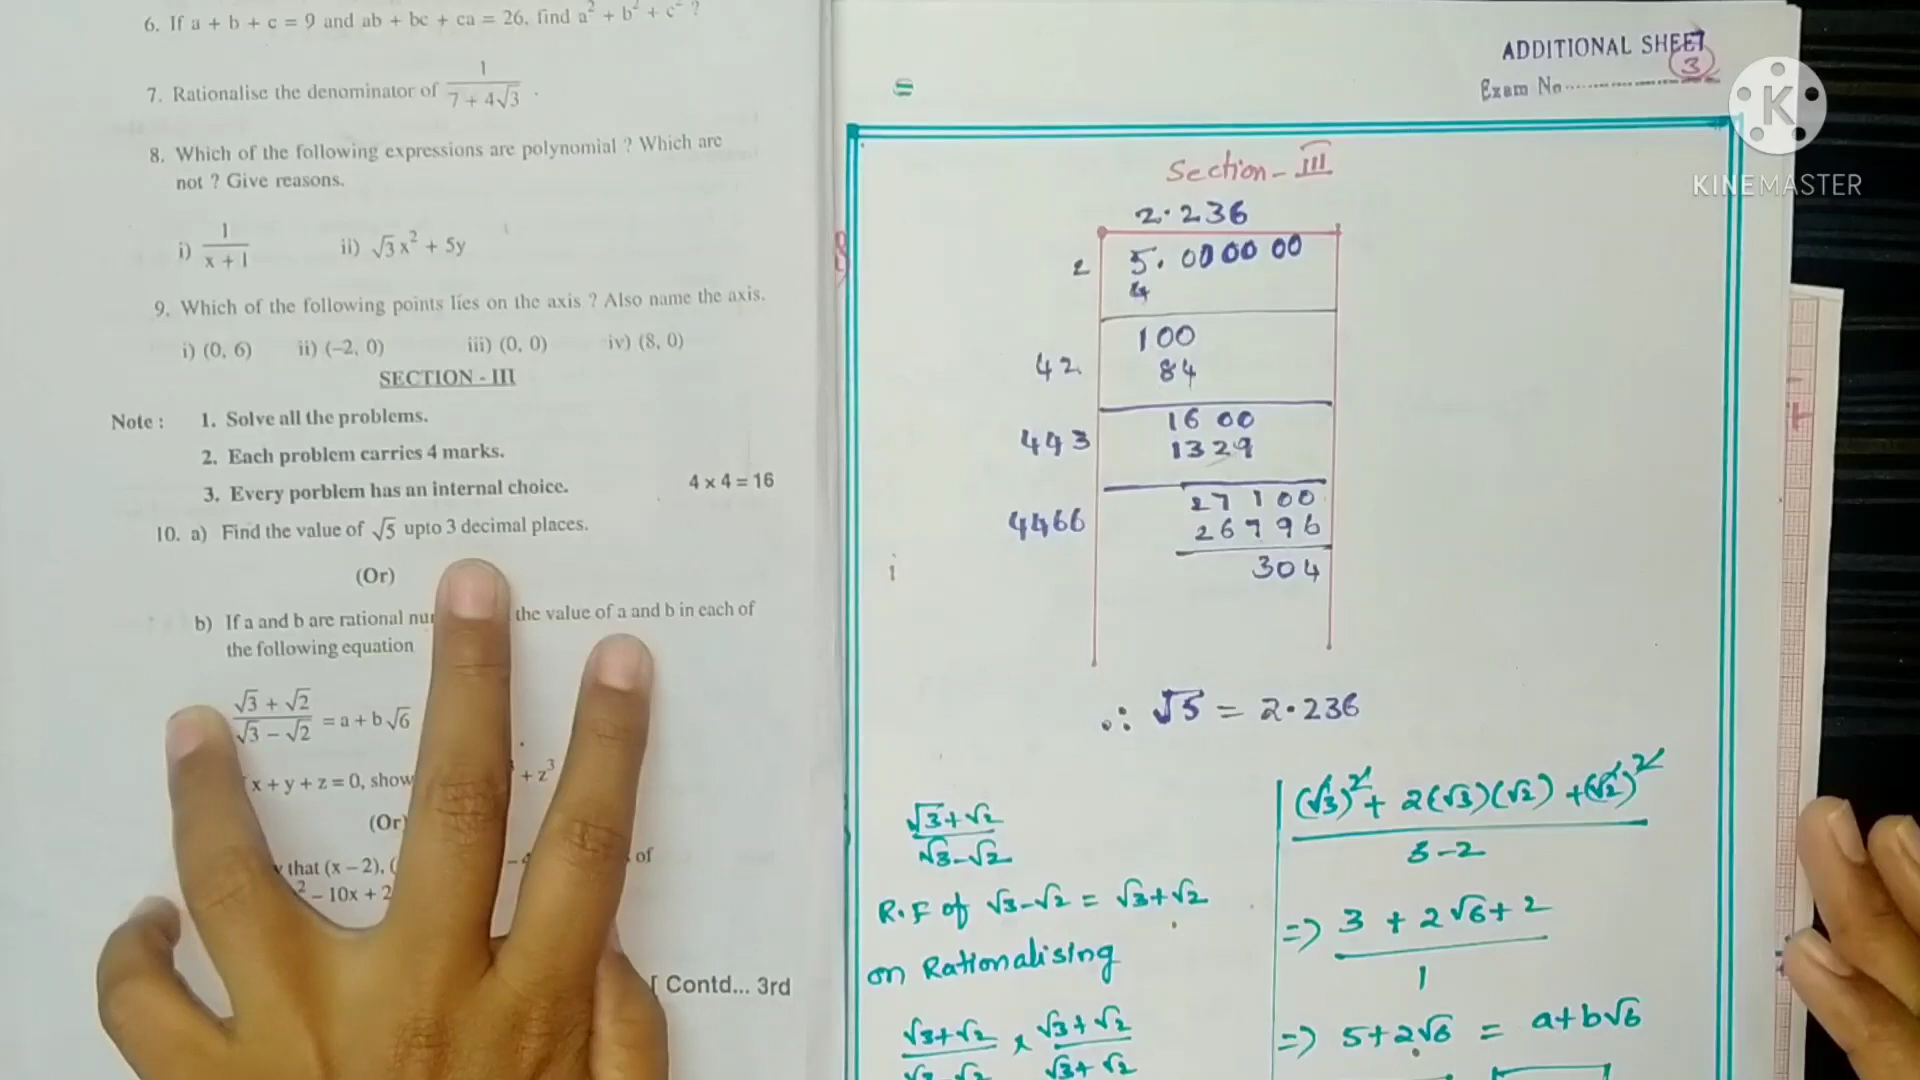 6. If a + b + c = 9 and ab + bc + ca = 26, find a² + b² + c² ?
7. Rationalise the denominator of 1/(7 + 4√3) .
8. Which of the following expressions are polynomial ? Which are
not ? Give reasons.
i) 1/(x + 1) ii) √3 x² + 5y
9. Which of the following points lies on the axis ? Also name the axis.
i) (0, 6) ii) (–2, 0) iii) (0, 0) iv) (8, 0)
SECTION - III
Note : 1. Solve all the problems.
2. Each problem carries 4 marks.
3. Every porblem has an internal choice. 4 × 4 = 16
10. a) Find the value of √5 upto 3 decimal places.
(Or)
b) If a and b are rational the value of a and b in each of
the following equation
(√3 + √2)/(√3 – √2) = a + b√6
x + y + z = 0, show + z³
(Or)
that (x – 2), ( of
– 10x + 2
[ Contd... 3rd
ADDITIONAL SHEET
3
Exam No
KINEMASTER
Section - III
2.236
2 5.00 00 00
4
100
42 84
1600
443 1329
27100
4466 26796
304
∴ √5 = 2.236
(√3+√2)/(√3-√2)
R.F of √3-√2 = √3+√2
on Rationalising
(√3+√2)/(√3-√2) × (√3+√2)/(√3+√2)
((√3)² + 2(√3)(√2) + (√2)²)/(3-2)
=> (3 + 2√6 + 2)/1
=> 5+2√6 = a+b√6